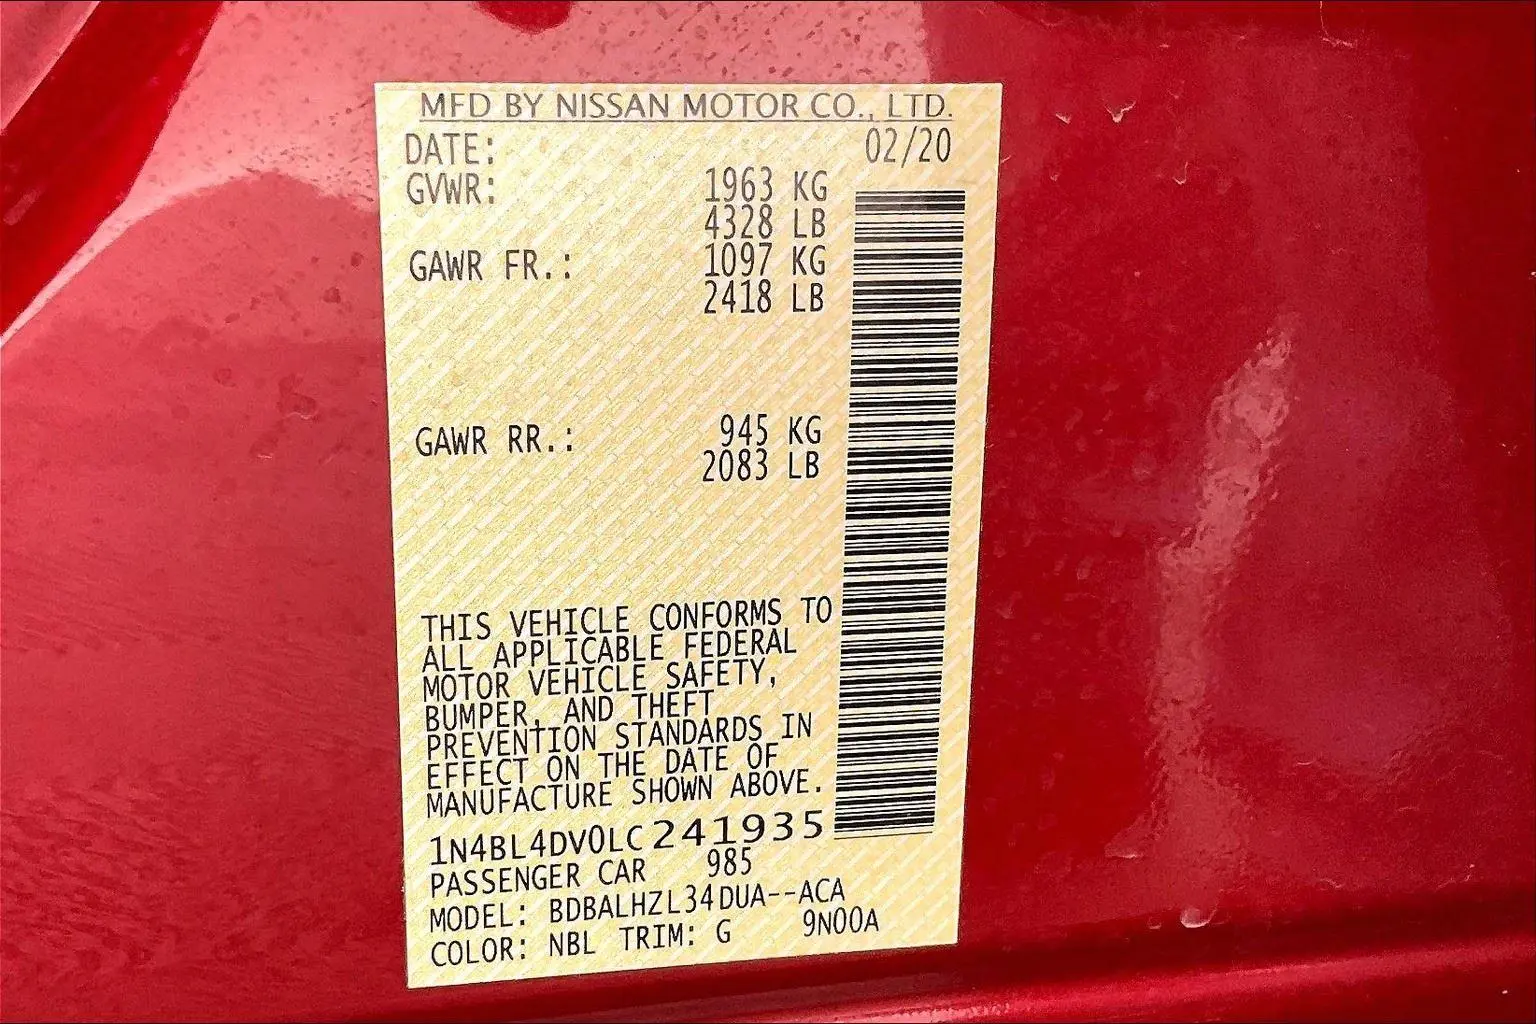 MFD BY NISSAN MOTOR CO., LTD.
DATE: 02/20
GVWR: 1963 KG
4328 LB
GAWR FR.: 1097 KG
2418 LB
GAWR RR.: 945 KG
2083 LB
THIS VEHICLE CONFORMS TO
ALL APPLICABLE FEDERAL
MOTOR VEHICLE SAFETY,
BUMPER, AND THEFT
PREVENTION STANDARDS IN
EFFECT ON THE DATE OF
MANUFACTURE SHOWN ABOVE.
1N4BL4DV0LC241935
PASSENGER CAR 985
MODEL: BDBALHZL34DUA--ACA
COLOR: NBL TRIM: G 9N00A